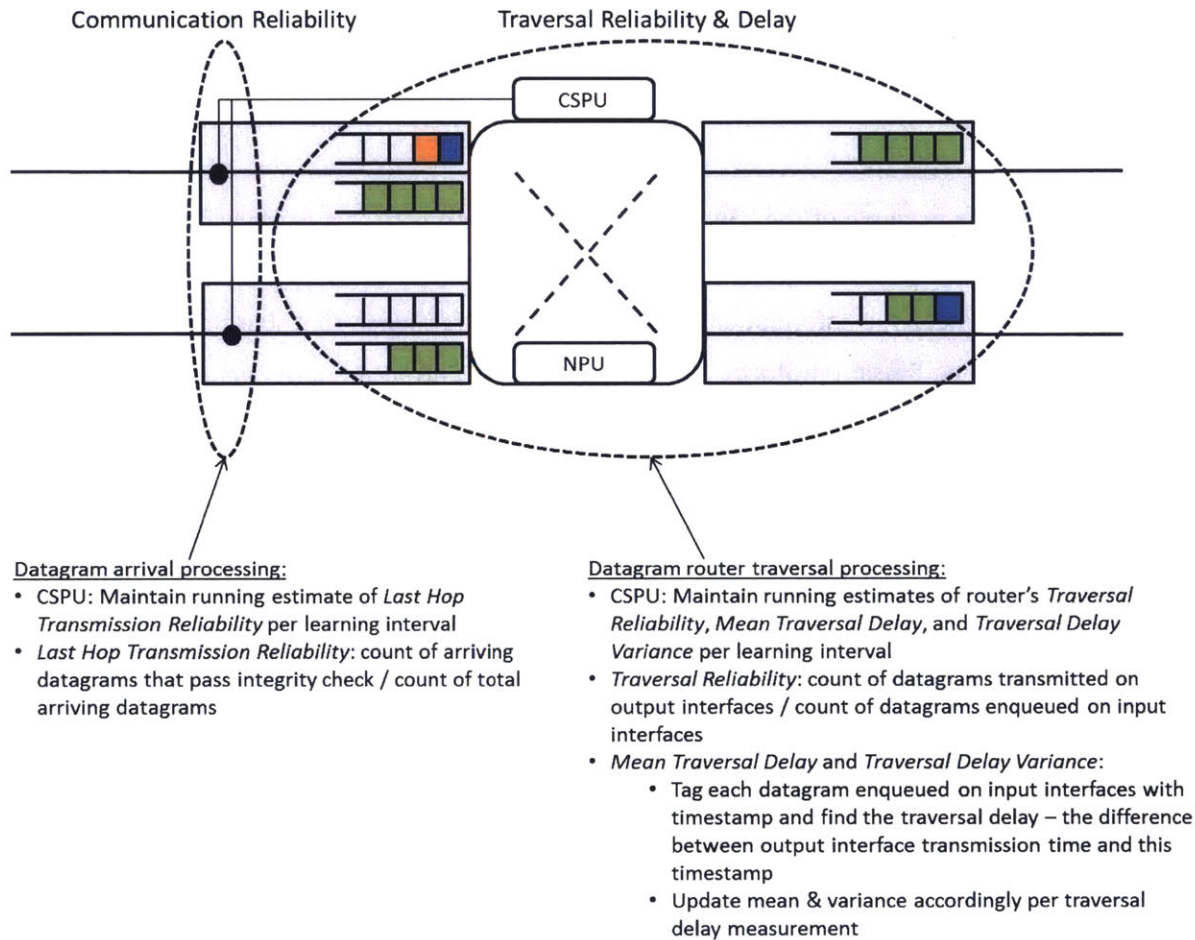 Communication Reliability
Traversal Reliability & Delay
CSPU
NPU
Datagram arrival processing:
• CSPU: Maintain running estimate of Last Hop
Transmission Reliability per learning interval
• Last Hop Transmission Reliability: count of arriving
datagrams that pass integrity check / count of total
arriving datagrams
Datagram router traversal processing:
• CSPU: Maintain running estimates of router's Traversal
Reliability, Mean Traversal Delay, and Traversal Delay
Variance per learning interval
• Traversal Reliability: count of datagrams transmitted on
output interfaces / count of datagrams enqueued on input
interfaces
• Mean Traversal Delay and Traversal Delay Variance:
• Tag each datagram enqueued on input interfaces with
timestamp and find the traversal delay – the difference
between output interface transmission time and this
timestamp
• Update mean & variance accordingly per traversal
delay measurement